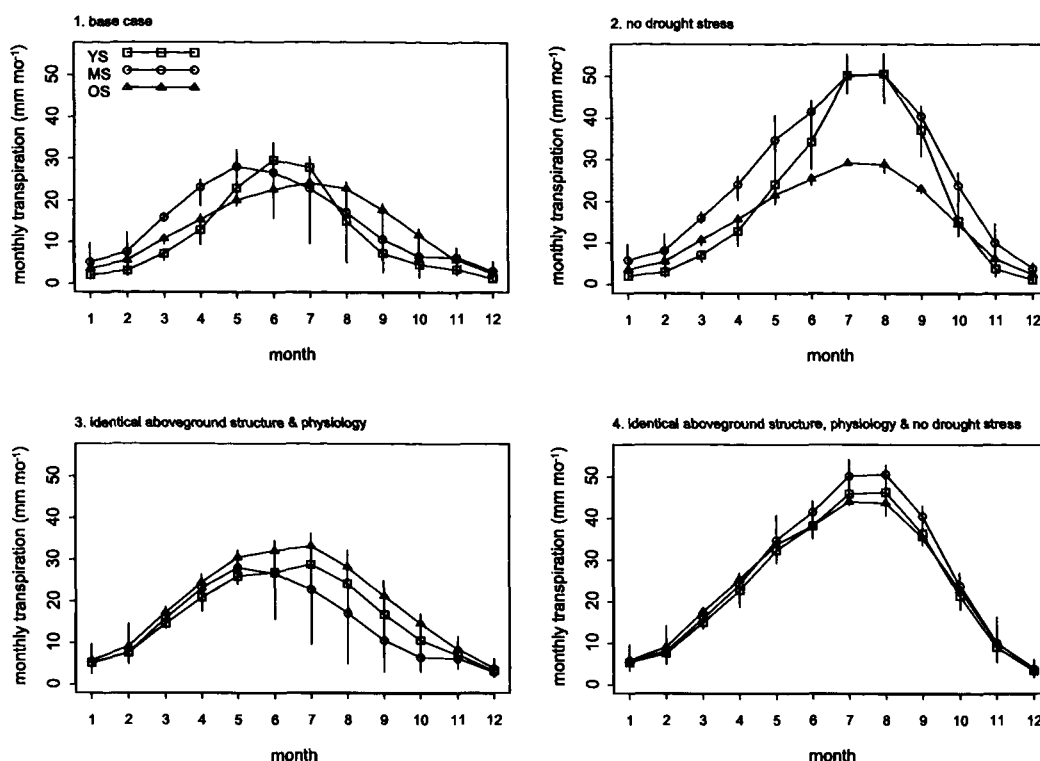 1. base case
monthly transpiration (mm mo-1)
50
40
30
20
10
0
YS
MS
OS
1 2 3 4 5 6 7 8 9 10 11 12
month
2. no drought stress
monthly transpiration (mm mo-1)
50
40
30
20
10
0
1 2 3 4 5 6 7 8 9 10 11 12
month
3. Identical aboveground structure & physiology
monthly transpiration (mm mo-1)
50
40
30
20
10
0
1 2 3 4 5 6 7 8 9 10 11 12
month
4. Identical aboveground structure, physiology & no drought stress
monthly transpiration (mm mo-1)
50
40
30
20
10
0
1 2 3 4 5 6 7 8 9 10 11 12
month